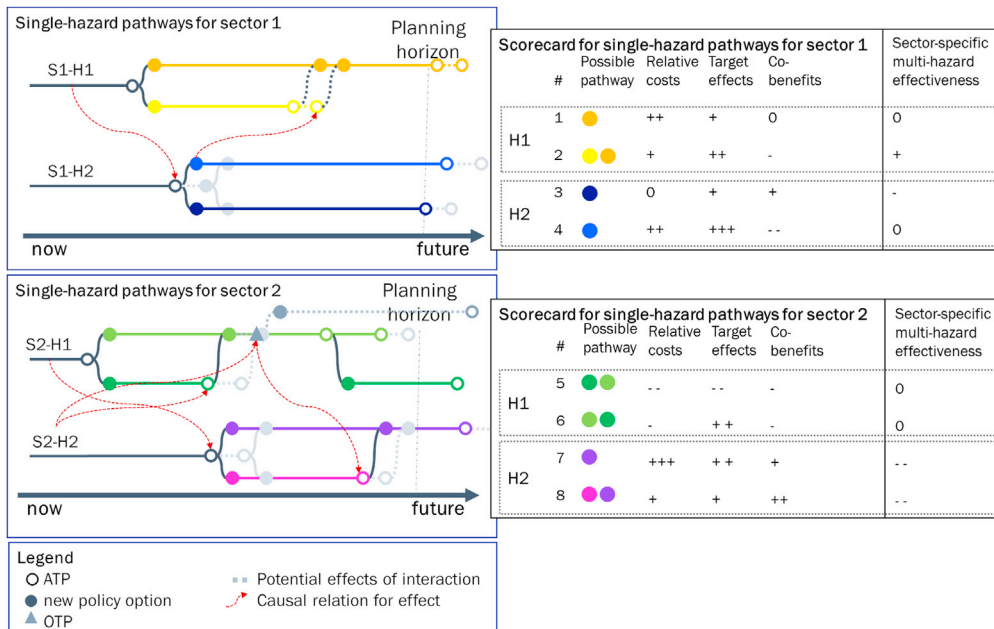 Single-hazard pathways for sector 1
Planning
horizon
S1-H1
S1-H2
now
future
Scorecard for single-hazard pathways for sector 1
Sector-specific
multi-hazard
effectiveness
# Possible pathway Relative costs Target effects Co-benefits
H1
1 ++ + 0 0
2 + ++ - +
H2
3 0 + + -
4 ++ +++ -- 0
Single-hazard pathways for sector 2
Planning
horizon
S2-H1
S2-H2
now
future
Scorecard for single-hazard pathways for sector 2
Sector-specific
multi-hazard
effectiveness
# Possible pathway Relative costs Target effects Co-benefits
H1
5 -- -- - 0
6 - ++ - 0
H2
7 +++ ++ + --
8 + + ++ --
Legend
ATP
new policy option
OTP
Potential effects of interaction
Causal relation for effect